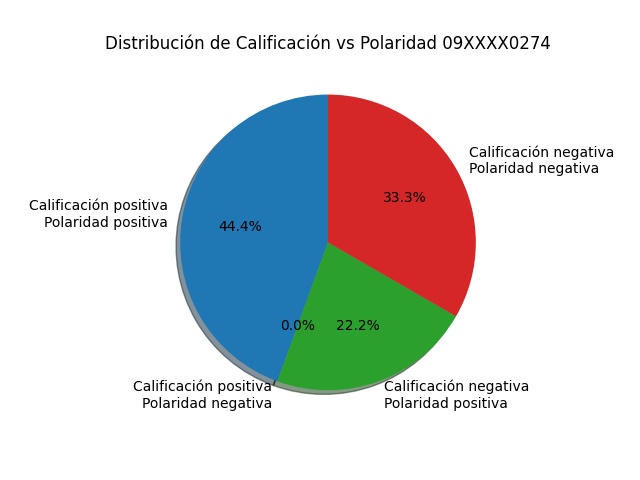 Distribución de Calificación vs Polaridad 09XXXX0274
Calificación negativa
Polaridad negativa
33.3%
Calificación positiva
Polaridad positiva
44.4%
0.0%
22.2%
Calificación positiva
Polaridad negativa
Calificación negativa
Polaridad positiva